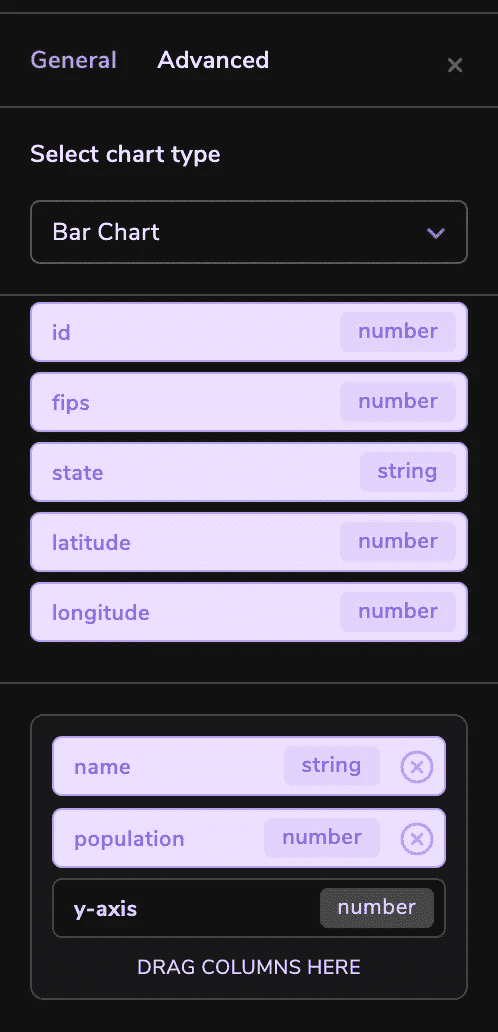 General Advanced
Select chart type
Bar Chart
id number
fips number
state string
latitude number
longitude number
name string
population number
y-axis number
DRAG COLUMNS HERE